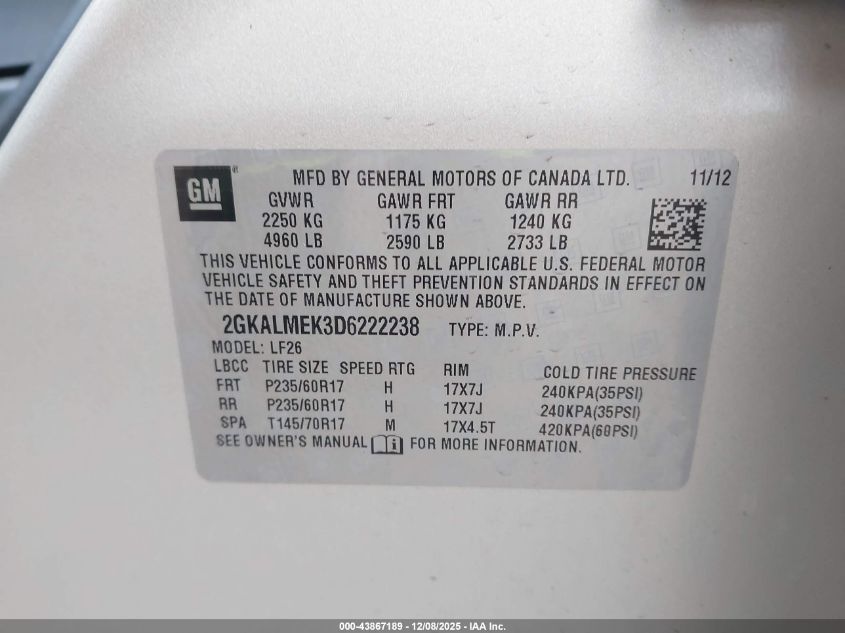 GM
MFD BY GENERAL MOTORS OF CANADA LTD. 11/12
GVWR GAWR FRT GAWR RR
2250 KG 1175 KG 1240 KG
4960 LB 2590 LB 2733 LB
THIS VEHICLE CONFORMS TO ALL APPLICABLE U.S. FEDERAL MOTOR
VEHICLE SAFETY AND THEFT PREVENTION STANDARDS IN EFFECT ON
THE DATE OF MANUFACTURE SHOWN ABOVE.
2GKALMEK3D6222238 TYPE: M.P.V.
MODEL: LF26
LBCC TIRE SIZE SPEED RTG RIM COLD TIRE PRESSURE
FRT P235/60R17 H 17X7J 240KPA(35PSI)
RR P235/60R17 H 17X7J 240KPA(35PSI)
SPA T145/70R17 M 17X4.5T 420KPA(60PSI)
SEE OWNER'S MANUAL i FOR MORE INFORMATION.
000-43867189 - 12/08/2025 - IAA Inc.